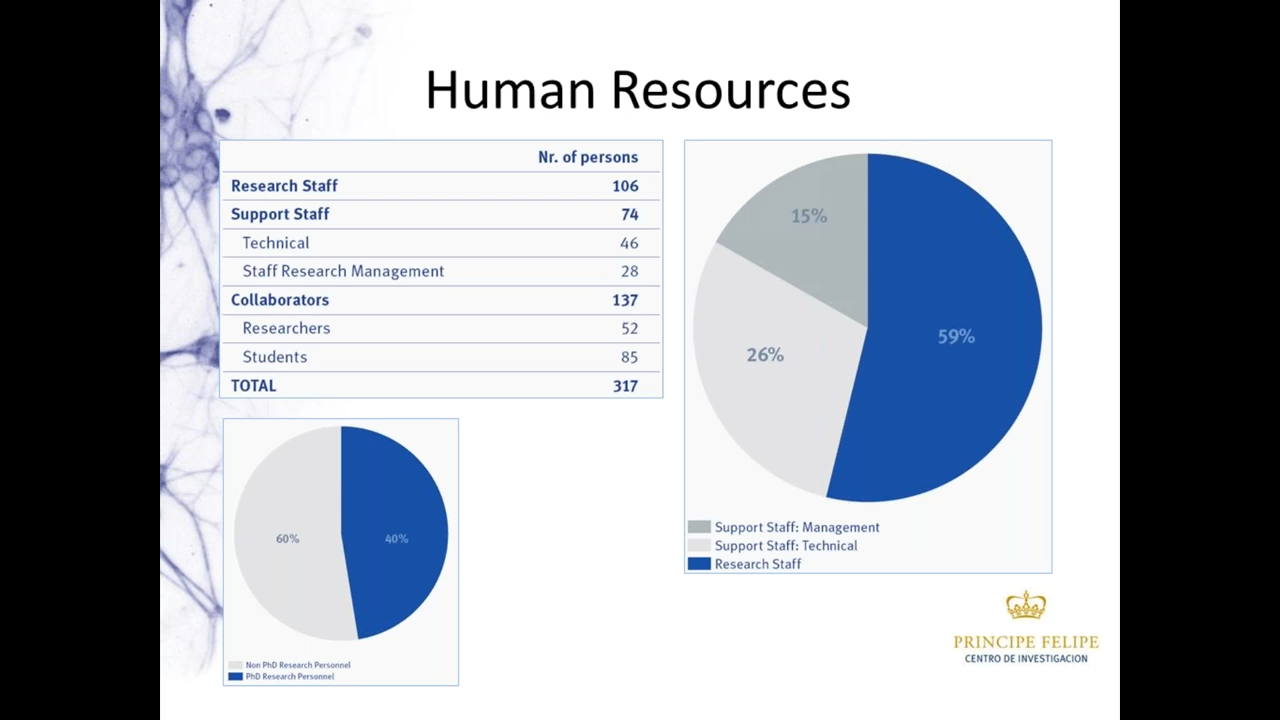 Human Resources
Nr. of persons
Research Staff 106
Support Staff 74
Technical 46
Staff Research Management 28
Collaborators 137
Researchers 52
Students 85
TOTAL 317
15%
59%
26%
Support Staff: Management
Support Staff: Technical
Research Staff
60% 40%
Non PhD Research Personnel
PhD Research Personnel
PRINCIPE FELIPE
CENTRO DE INVESTIGACION